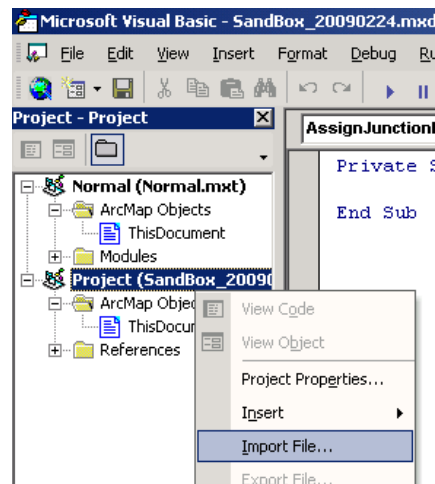 Microsoft Visual Basic - SandBox_20090224.mxd
File Edit View Insert Format Debug
Project - Project
Private
End Sub
Normal (Normal.mxt)
ArcMap Objects
ThisDocument
Modules
Project (SandBox_2009
ArcMap Objec
ThisDocur
References
View Code
View Object
Project Properties...
Insert
Import File...
Export File...